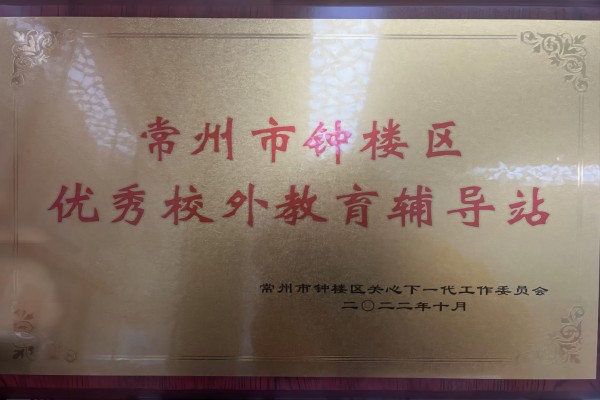 常州市钟楼区
优秀校外教育辅导站
常州市钟楼区关心下一代工作委员会
二〇二二年十月